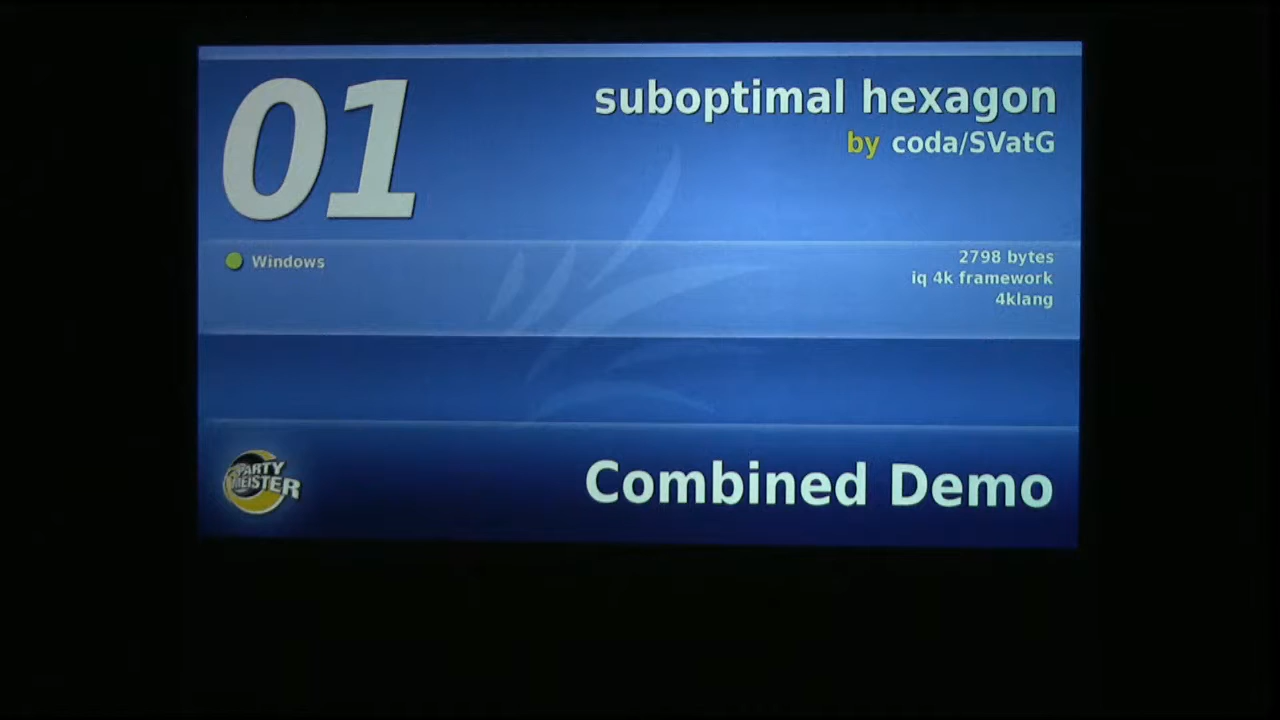 01
suboptimal hexagon
by coda/SVatG
Windows
2798 bytes
iq 4k framework
4klang
PARTY
MEISTER
Combined Demo